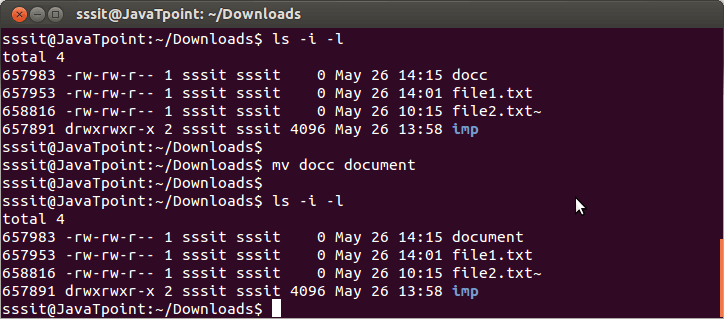 sssit@JavaTpoint: ~/Downloads
sssit@JavaTpoint:~/Downloads$ ls -i -l
total 4
657983 -rw-rw-r-- 1 sssit sssit    0 May 26 14:15 docc
657953 -rw-rw-r-- 1 sssit sssit    0 May 26 14:01 file1.txt
658816 -rw-rw-r-- 1 sssit sssit    0 May 26 10:15 file2.txt~
657891 drwxrwxr-x 2 sssit sssit 4096 May 26 13:58 imp
sssit@JavaTpoint:~/Downloads$
sssit@JavaTpoint:~/Downloads$ mv docc document
sssit@JavaTpoint:~/Downloads$
sssit@JavaTpoint:~/Downloads$ ls -i -l
total 4
657983 -rw-rw-r-- 1 sssit sssit    0 May 26 14:15 document
657953 -rw-rw-r-- 1 sssit sssit    0 May 26 14:01 file1.txt
658816 -rw-rw-r-- 1 sssit sssit    0 May 26 10:15 file2.txt~
657891 drwxrwxr-x 2 sssit sssit 4096 May 26 13:58 imp
sssit@JavaTpoint:~/Downloads$